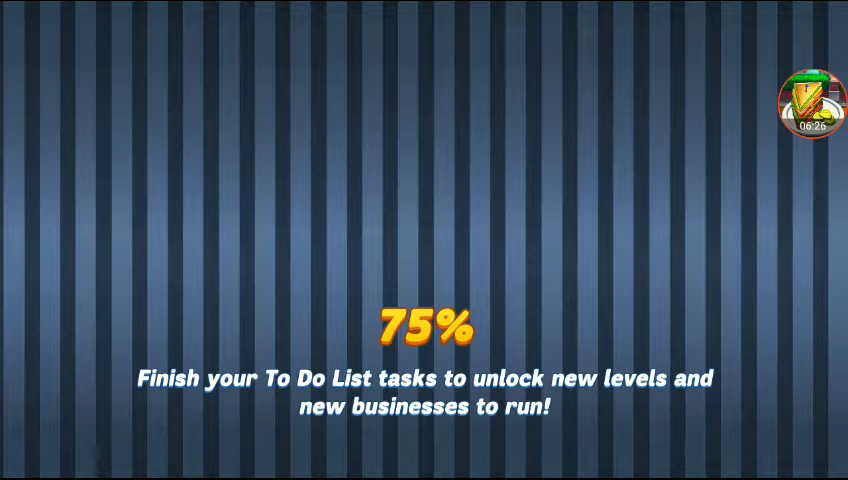 06:26
75%
Finish your To Do List tasks to unlock new levels and
new businesses to run!